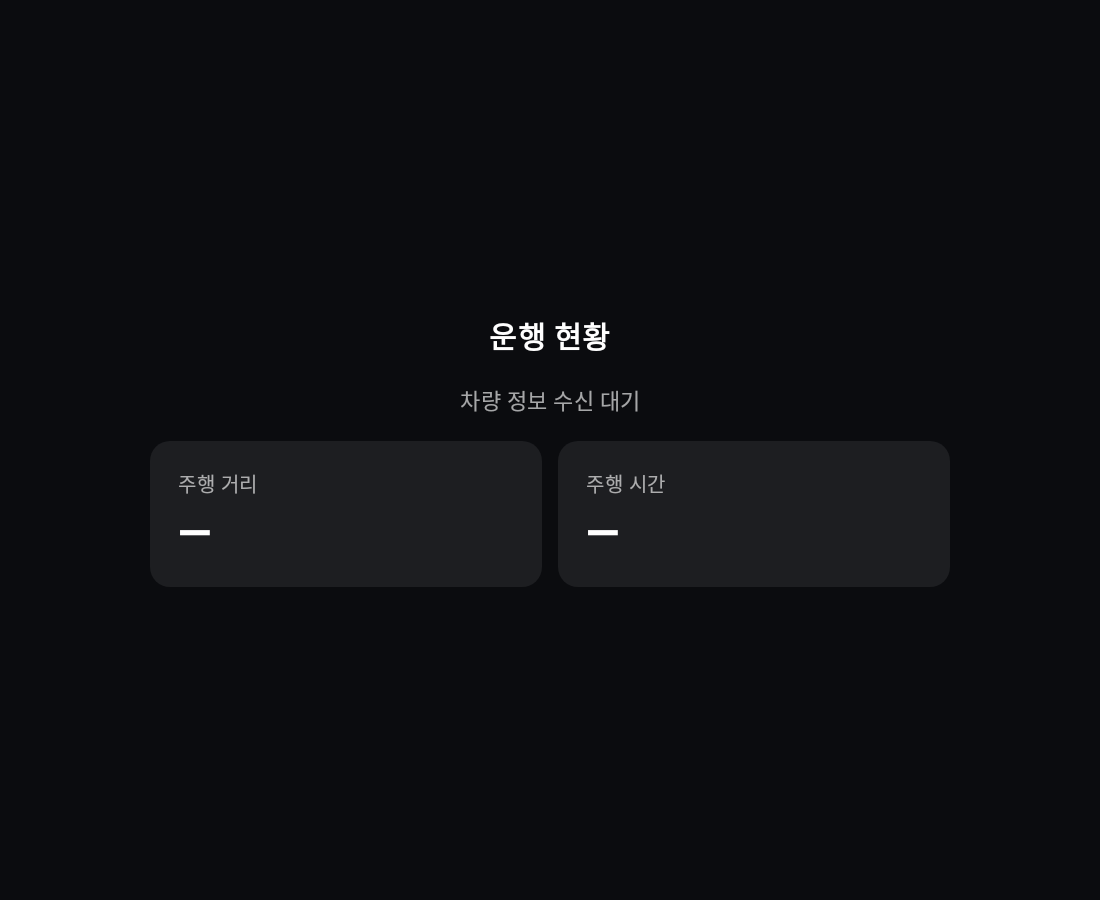 운행 현황
차량 정보 수신 대기
주행 거리
—
주행 시간
—